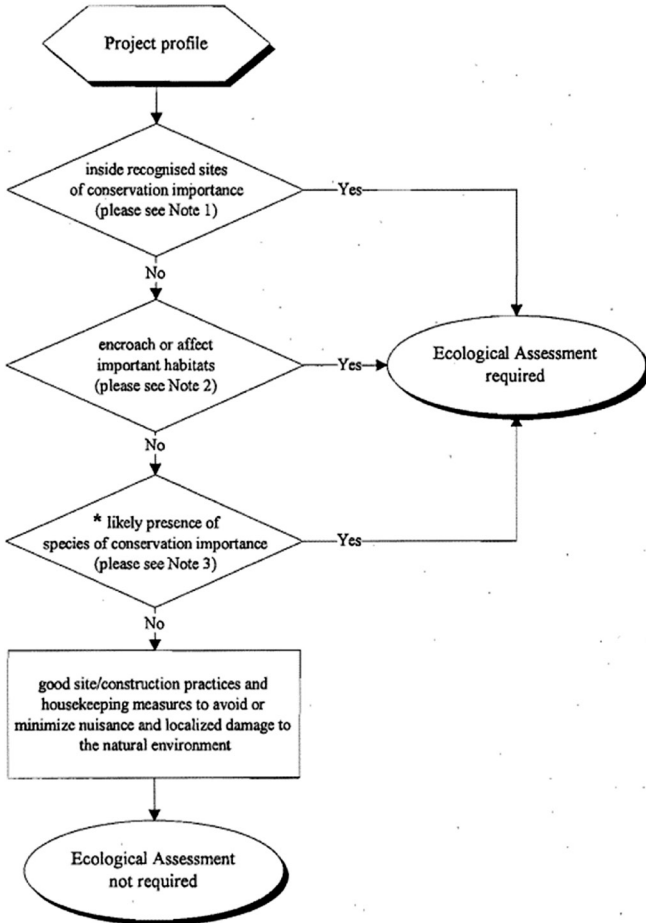 Project profile
inside recognised sites
of conservation importance
(please see Note 1)
Yes
No
encroach or affect
important habitats
(please see Note 2)
Yes
Ecological Assessment
required
No
* likely presence of
species of conservation importance
(please see Note 3)
Yes
No
good site/construction practices and
housekeeping measures to avoid or
minimize nuisance and localized damage to
the natural environment
Ecological Assessment
not required